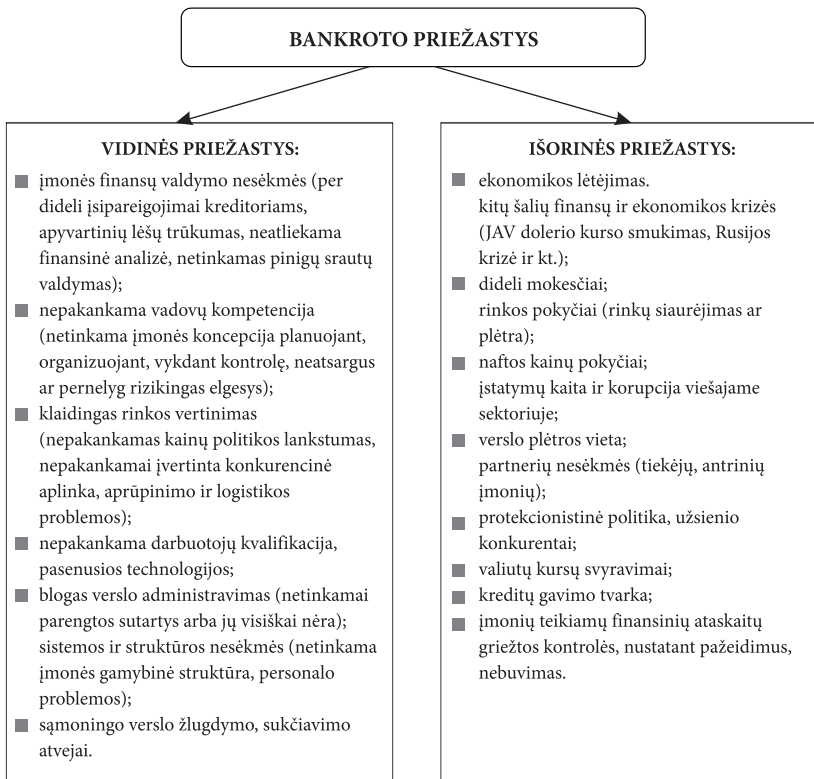 BANKROTO PRIEŽASTYS
VIDINĖS PRIEŽASTYS:
įmonės finansų valdymo nesėkmės (per
dideli įsipareigojimai kreditoriams,
apyvartinių lėšų trūkumas, neatliekama
finansinė analizė, netinkamas pinigų srautų
valdymas);
nepakankama vadovų kompetencija
(netinkama įmonės koncepcija planuojant,
organizuojant, vykdant kontrolę, neatsargus
ar pernelyg rizikingas elgesys);
klaidingas rinkos vertinimas
(nepakankamas kainų politikos lankstumas,
nepakankamai įvertinta konkurencinė
aplinka, aprūpinimo ir logistikos
problemos);
nepakankama darbuotojų kvalifikacija,
pasenusios technologijos;
blogas verslo administravimas (netinkamai
parengtos sutartys arba jų visiškai nėra);
sistemos ir struktūros nesėkmės (netinkama
įmonės gamybinė struktūra, personalo
problemos);
sąmoningo verslo žlugdymo, sukčiavimo
atvejai.
IŠORINĖS PRIEŽASTYS:
ekonomikos lėtėjimas.
kitų šalių finansų ir ekonomikos krizės
(JAV dolerio kurso smukimas, Rusijos
krizė ir kt.);
dideli mokesčiai;
rinkos pokyčiai (rinkų siaurėjimas ar
plėtra);
naftos kainų pokyčiai;
įstatymų kaita ir korupcija viešajame
sektoriuje;
verslo plėtros vieta;
partnerių nesėkmės (tiekėjų, antrinių
įmonių);
protekcionistinė politika, užsienio
konkurentai;
valiutų kursų svyravimai;
kreditų gavimo tvarka;
įmonių teikiamų finansinių ataskaitų
griežtos kontrolės, nustatant pažeidimus,
nebuvimas.